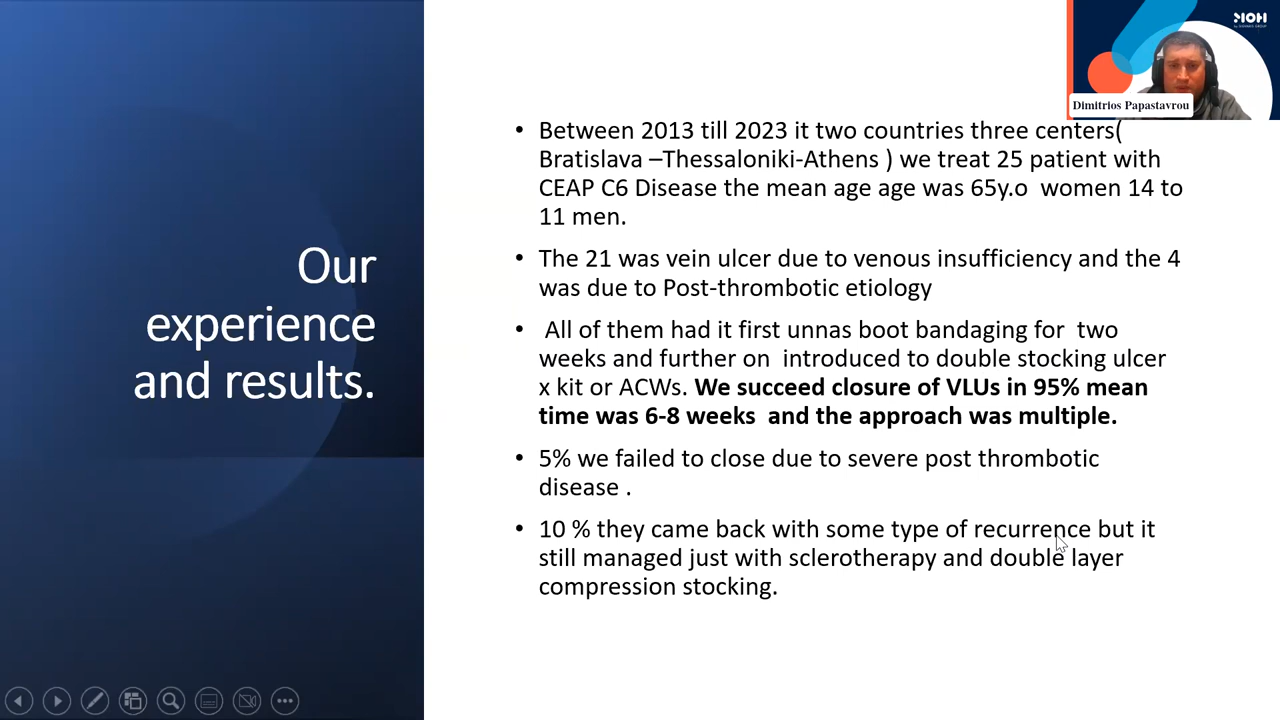 Our
experience
and results.
• Between 2013 till 2023 it two countries three centers(
Bratislava –Thessaloniki-Athens ) we treat 25 patient with
CEAP C6 Disease the mean age age was 65y.o women 14 to
11 men.
• The 21 was vein ulcer due to venous insufficiency and the 4
was due to Post-thrombotic etiology
• All of them had it first unnas boot bandaging for two
weeks and further on introduced to double stocking ulcer
x kit or ACWs. We succeed closure of VLUs in 95% mean
time was 6-8 weeks and the approach was multiple.
• 5% we failed to close due to severe post thrombotic
disease .
• 10 % they came back with some type of recurrence but it
still managed just with sclerotherapy and double layer
compression stocking.
Dimitrios Papastavrou